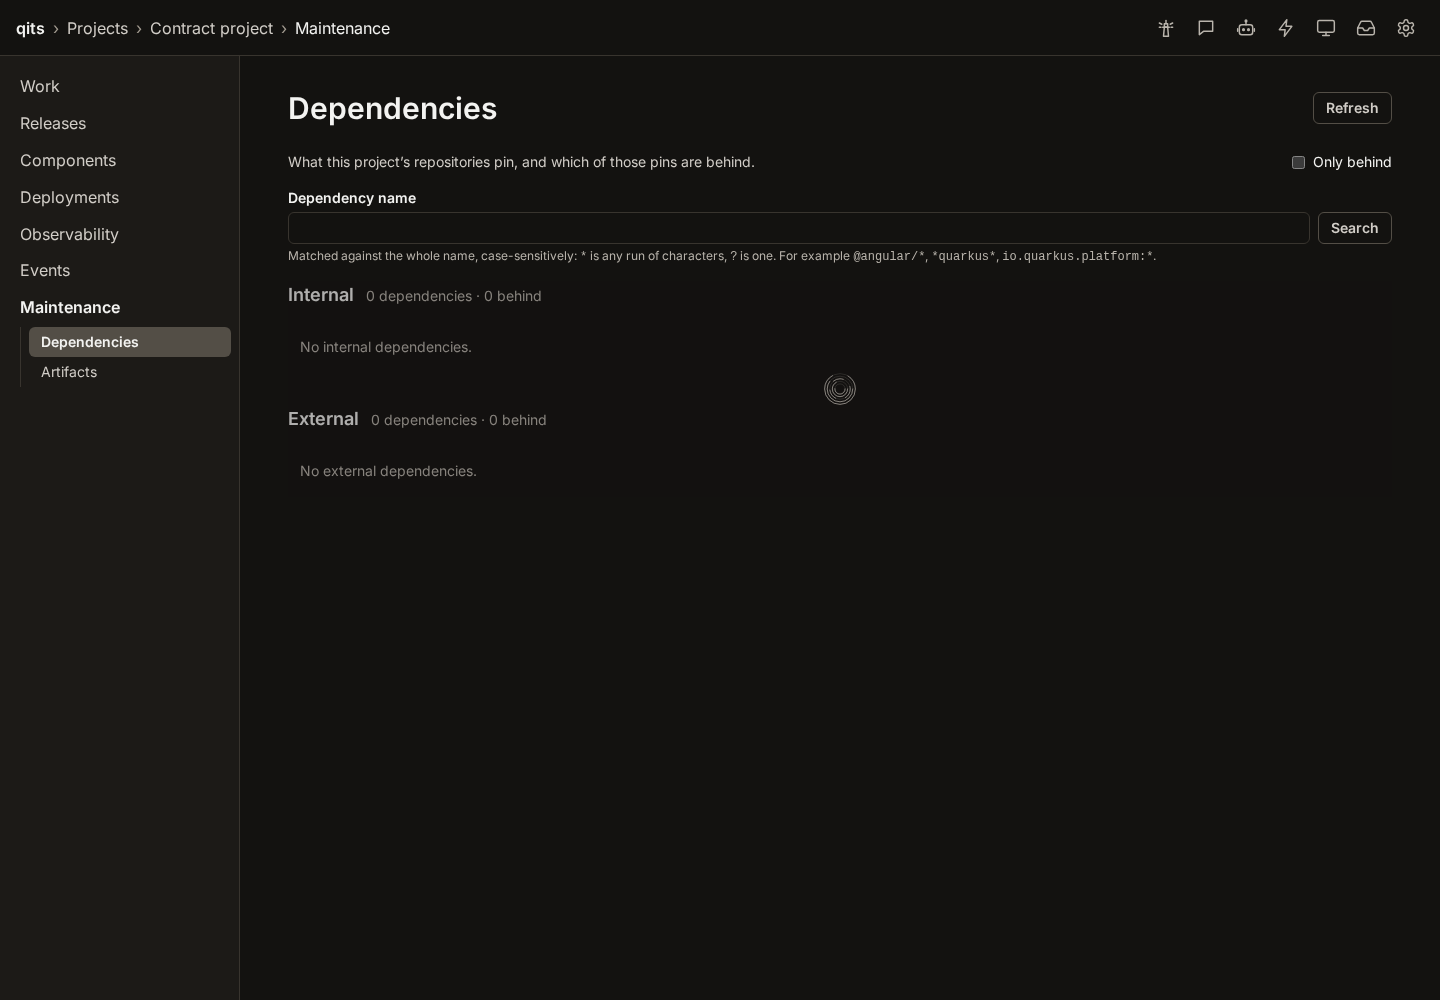 qits › Projects › Contract project › Maintenance
Work
Releases
Components
Deployments
Observability
Events
Maintenance
Dependencies
Artifacts
Dependencies
Refresh
What this project’s repositories pin, and which of those pins are behind.
Only behind
Dependency name
Search
Matched against the whole name, case-sensitively: * is any run of characters, ? is one. For example @angular/*, *quarkus*, io.quarkus.platform:*.
Internal 0 dependencies · 0 behind
No internal dependencies.
External 0 dependencies · 0 behind
No external dependencies.